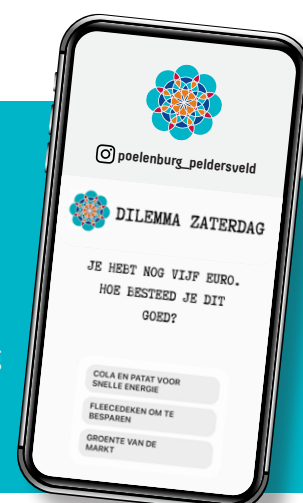 poelenburg_peldersveld
DILEMMA ZATERDAG
JE HEBT NOG VIJF EURO.
HOE BESTEED JE DIT
GOED?
COLA EN PATAT VOOR
SNELLE ENERGIE
FLEECEDEKEN OM TE
BESPAREN
GROENTE VAN DE
MARKT